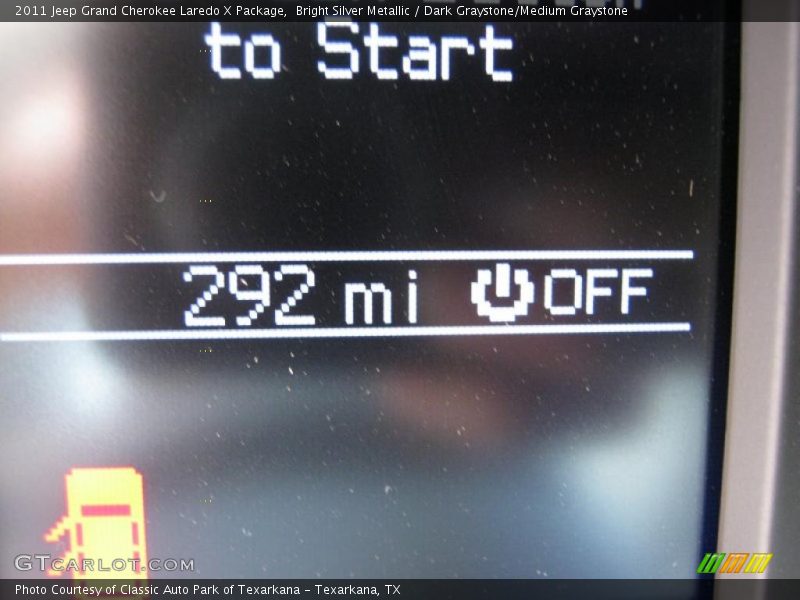 2011 Jeep Grand Cherokee Laredo X Package,  Bright Silver Metallic / Dark Graystone/Medium Graystone
to Start
292 mi OFF
GTCARLOT.COM
Photo Courtesy of Classic Auto Park of Texarkana - Texarkana, TX